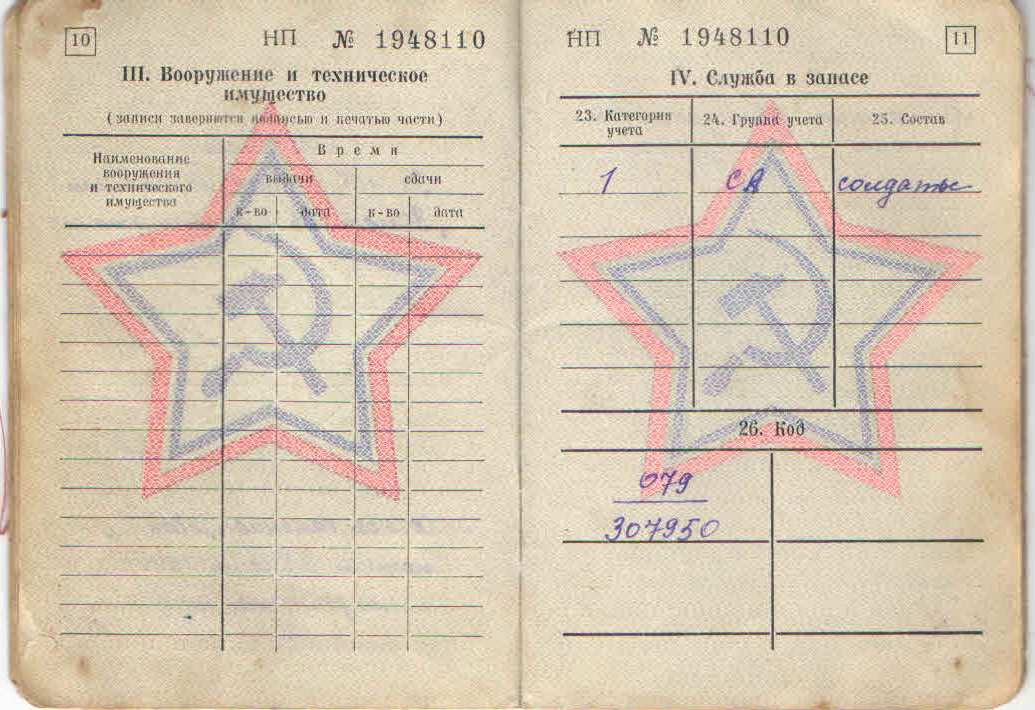 10
НП № 1948110
III. Вооружение и техническое
имущество
(записи заверяются подписью и печатью части)
Наименование
вооружения
и технического
имущества
Время
выдачи
сдачи
к-во
дата
к-во
дата
НП № 1948110
11
IV. Служба в запасе
23. Категория
учета
24. Группа учета
25. Состав
1
СА
солдаты
26. Код
079
307950